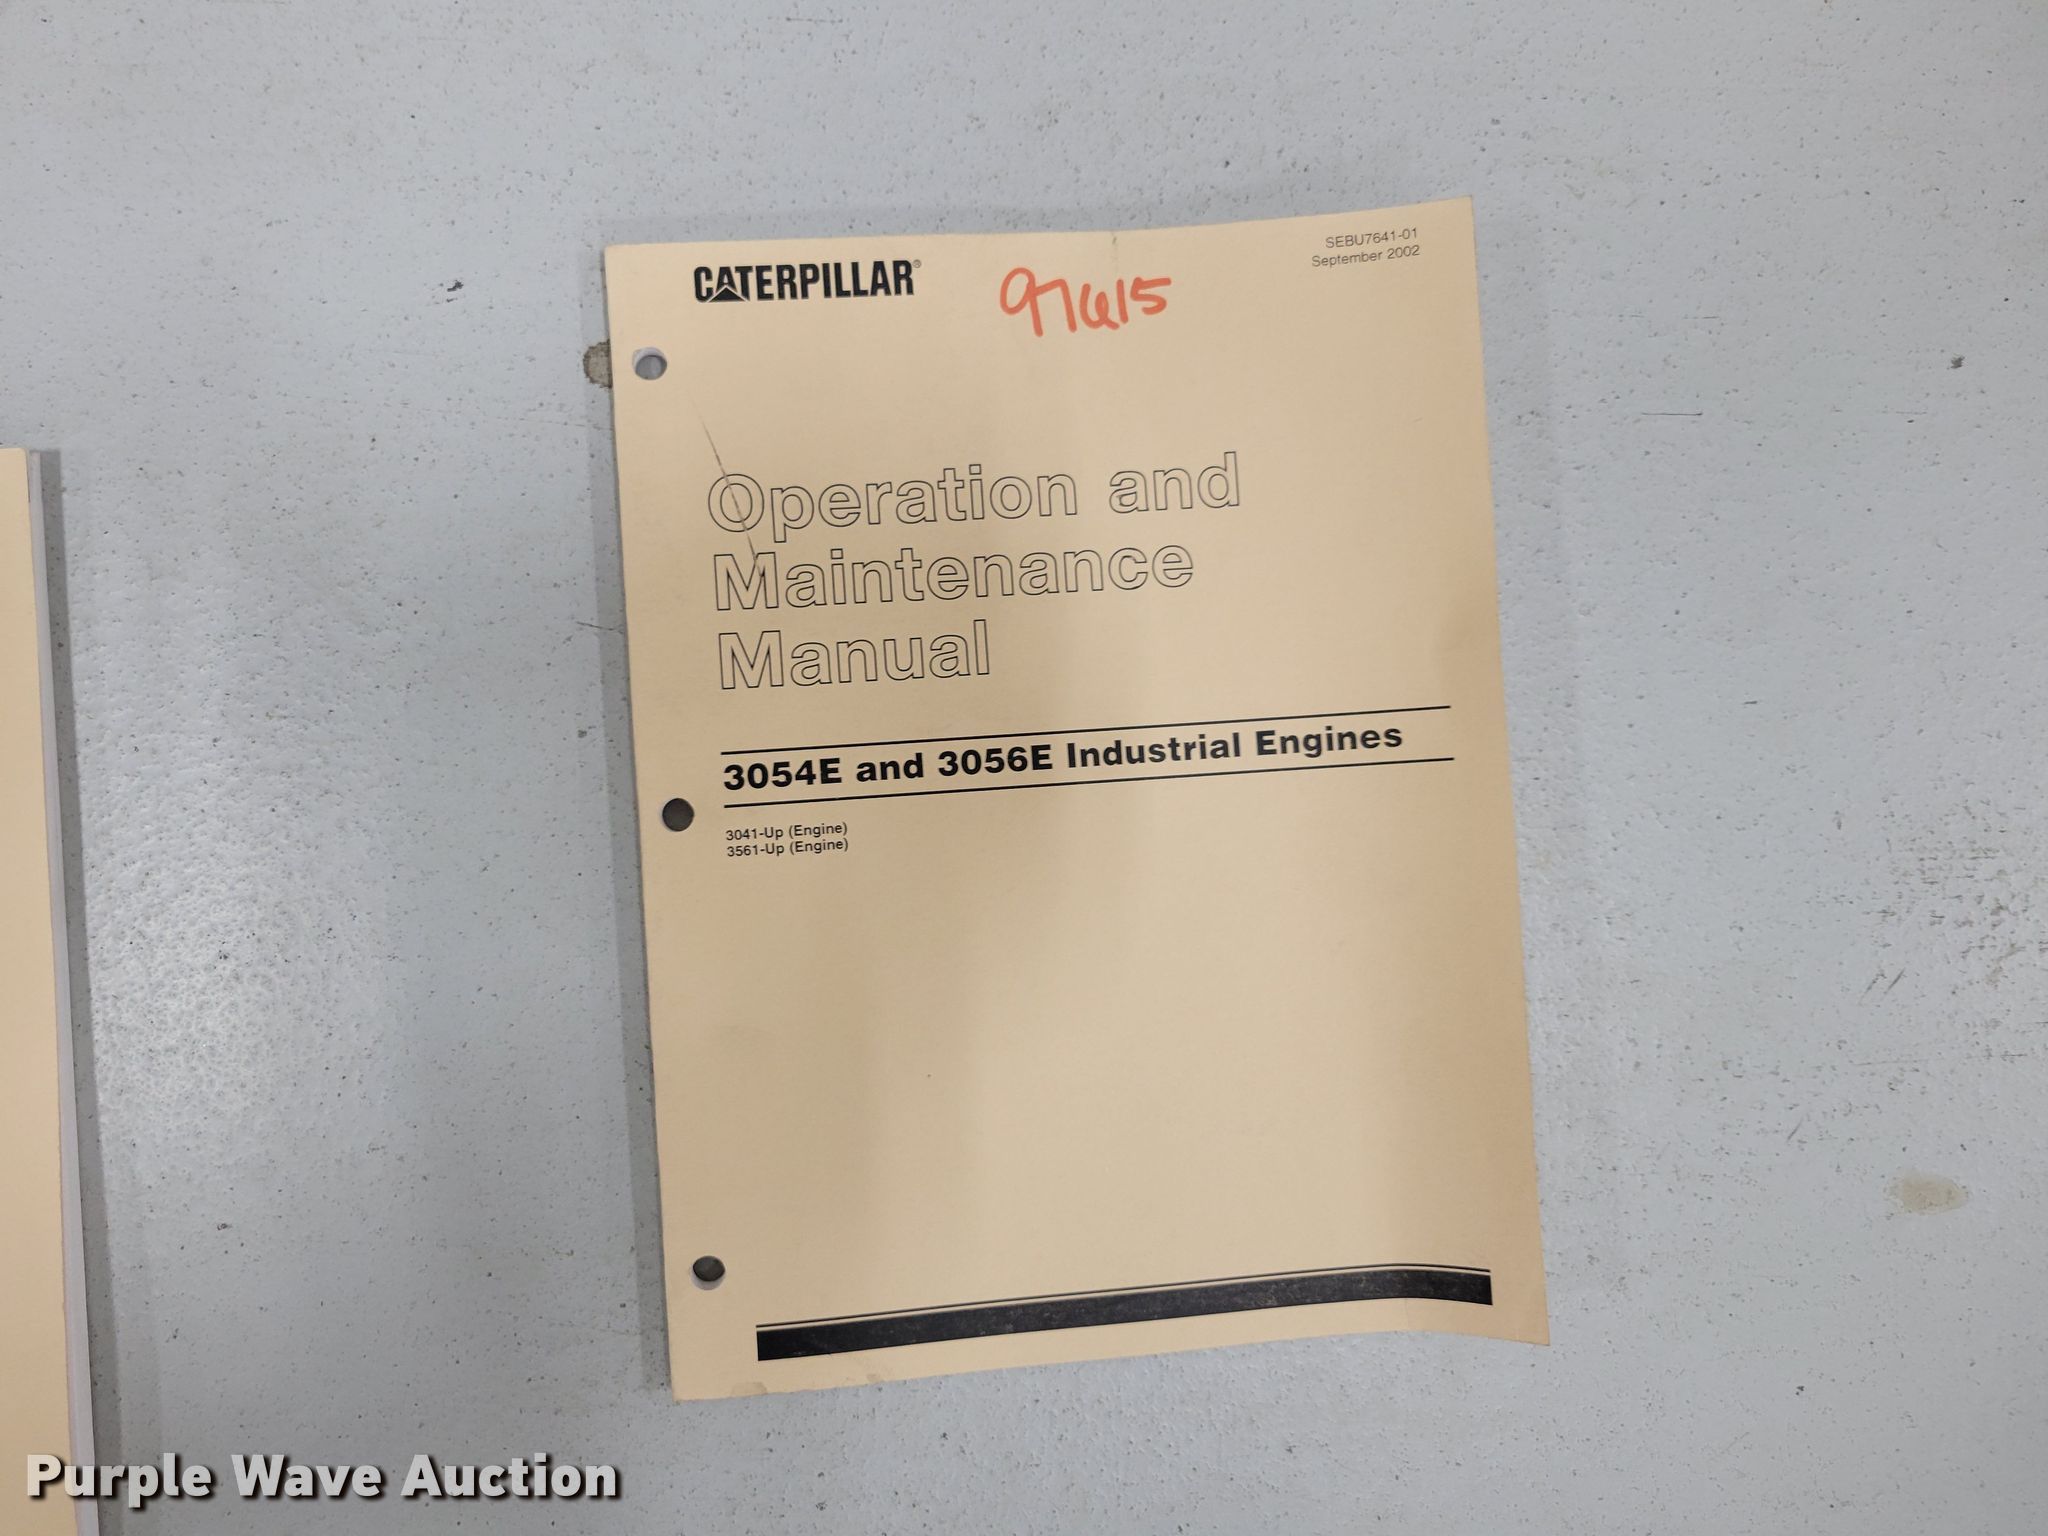 CATERPILLAR®
97615
SEBU7641-01
September 2002
Operation and
Maintenance
Manual
3054E and 3056E Industrial Engines
3041-Up (Engine)
3561-Up (Engine)
Purple Wave Auction